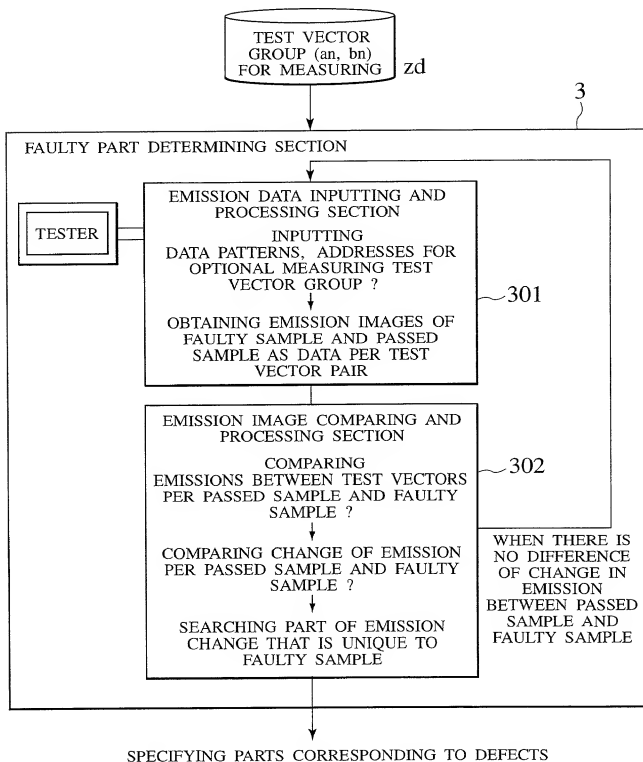 TEST VECTOR
GROUP (an, bn)
FOR MEASURING
zd
3
FAULTY PART DETERMINING SECTION
EMISSION DATA INPUTTING AND
PROCESSING SECTION
TESTER
INPUTTING
DATA PATTERNS, ADDRESSES FOR
OPTIONAL MEASURING TEST
VECTOR GROUP ?
301
OBTAINING EMISSION IMAGES OF
FAULTY SAMPLE AND PASSED
SAMPLE AS DATA PER TEST
VECTOR PAIR
EMISSION IMAGE COMPARING AND
PROCESSING SECTION
302
COMPARING
EMISSIONS BETWEEN TEST VECTORS
PER PASSED SAMPLE AND FAULTY
SAMPLE ?
COMPARING CHANGE OF EMISSION
PER PASSED SAMPLE AND FAULTY
SAMPLE ?
SEARCHING PART OF EMISSION
CHANGE THAT IS UNIQUE TO
FAULTY SAMPLE
WHEN THERE IS
NO DIFFERENCE
OF CHANGE IN
EMISSION
BETWEEN PASSED
SAMPLE AND
FAULTY SAMPLE
SPECIFYING PARTS CORRESPONDING TO DEFECTS